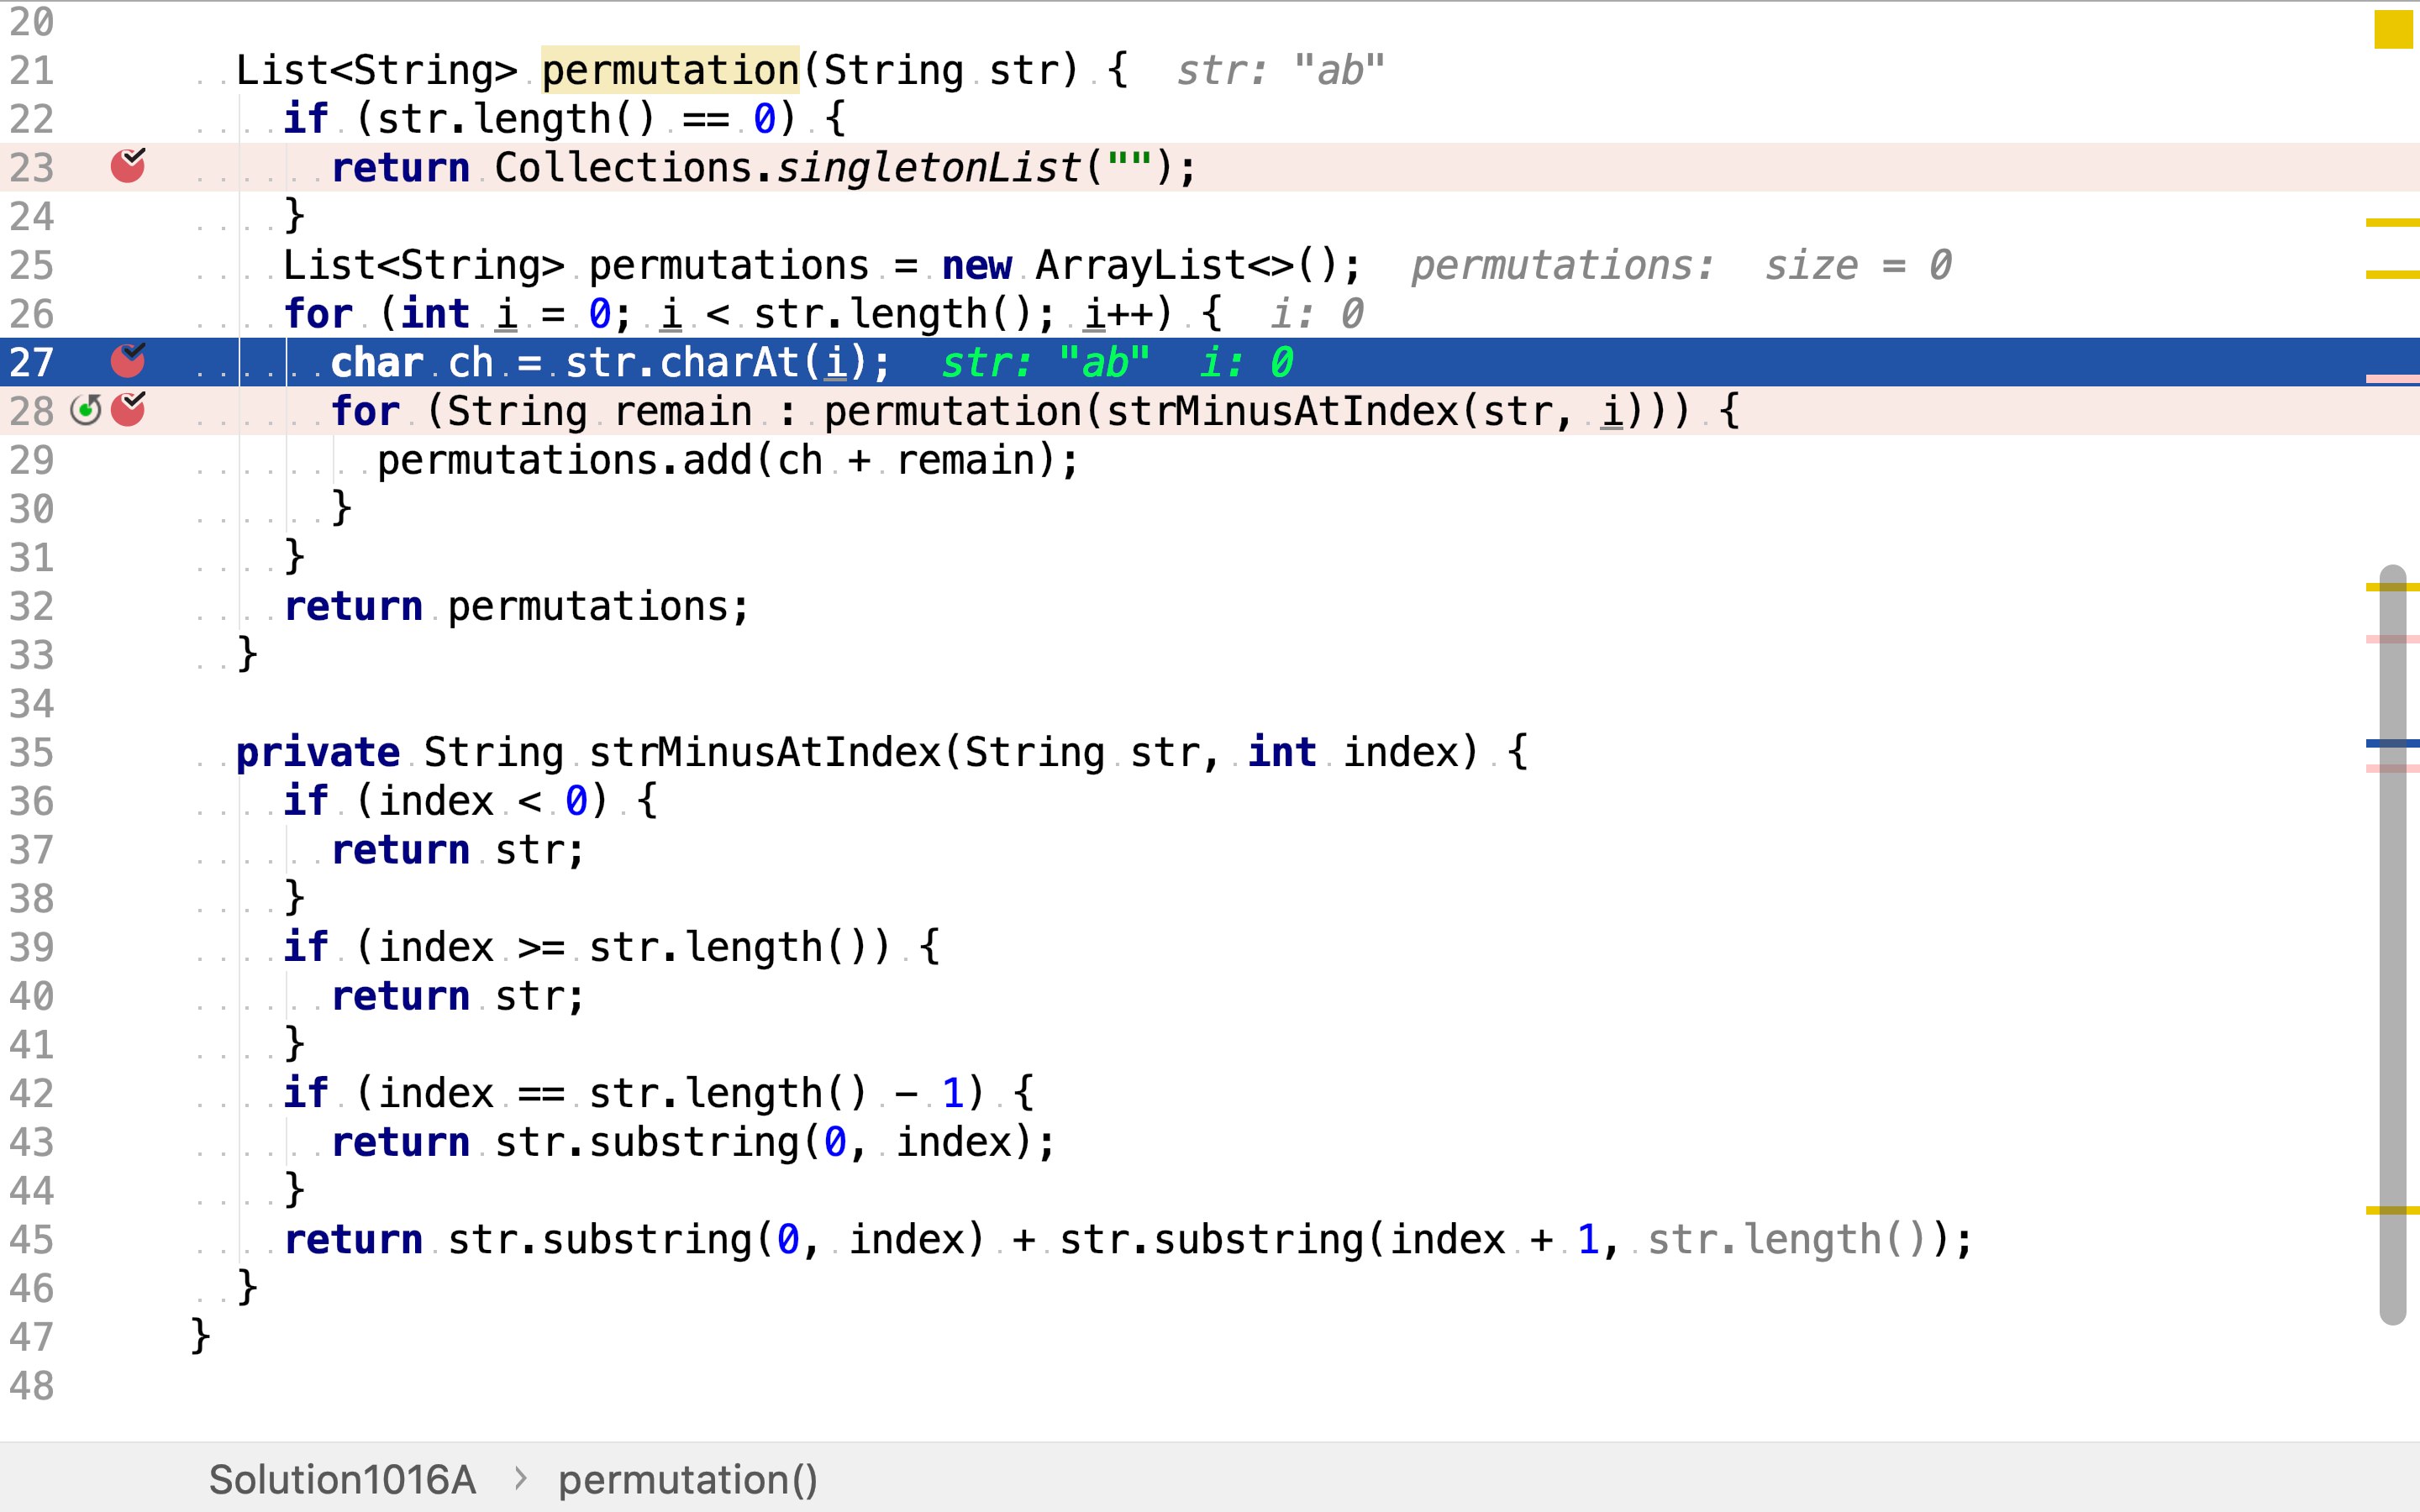 20
21 List<String> permutation(String str) { str: "ab"
22 if (str.length() == 0) {
23 return Collections.singletonList("");
24 }
25 List<String> permutations = new ArrayList<>(); permutations: size = 0
26 for (int i = 0; i < str.length(); i++) { i: 0
27 char ch = str.charAt(i); str: "ab" i: 0
28 for (String remain : permutation(strMinusAtIndex(str, i))) {
29 permutations.add(ch + remain);
30 }
31 }
32 return permutations;
33 }
34
35 private String strMinusAtIndex(String str, int index) {
36 if (index < 0) {
37 return str;
38 }
39 if (index >= str.length()) {
40 return str;
41 }
42 if (index == str.length() - 1) {
43 return str.substring(0, index);
44 }
45 return str.substring(0, index) + str.substring(index + 1, str.length());
46 }
47 }
48
Solution1016A > permutation()